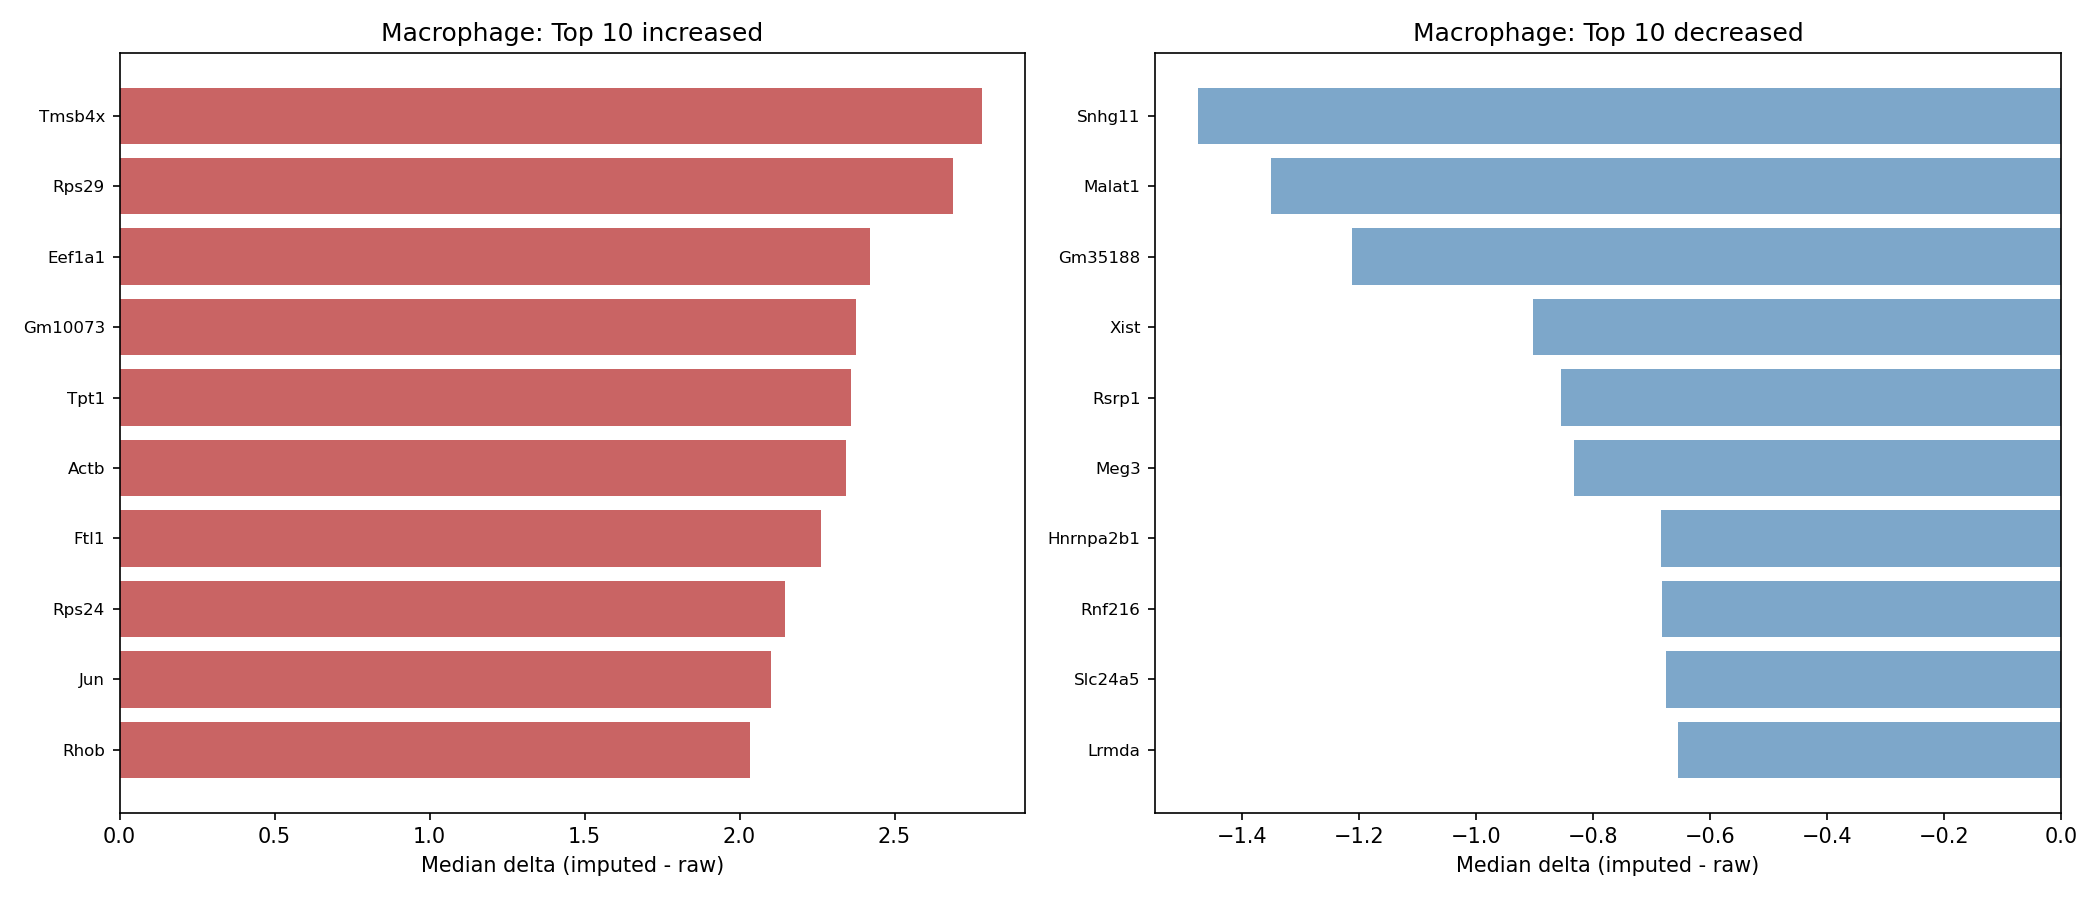 Macrophage: Top 10 increased
Tmsb4x
Rps29
Eef1a1
Gm10073
Tpt1
Actb
Ftl1
Rps24
Jun
Rhob
0.0 0.5 1.0 1.5 2.0 2.5
Median delta (imputed - raw)
Macrophage: Top 10 decreased
Snhg11
Malat1
Gm35188
Xist
Rsrp1
Meg3
Hnrnpa2b1
Rnf216
Slc24a5
Lrmda
−1.4 −1.2 −1.0 −0.8 −0.6 −0.4 −0.2 0.0
Median delta (imputed - raw)